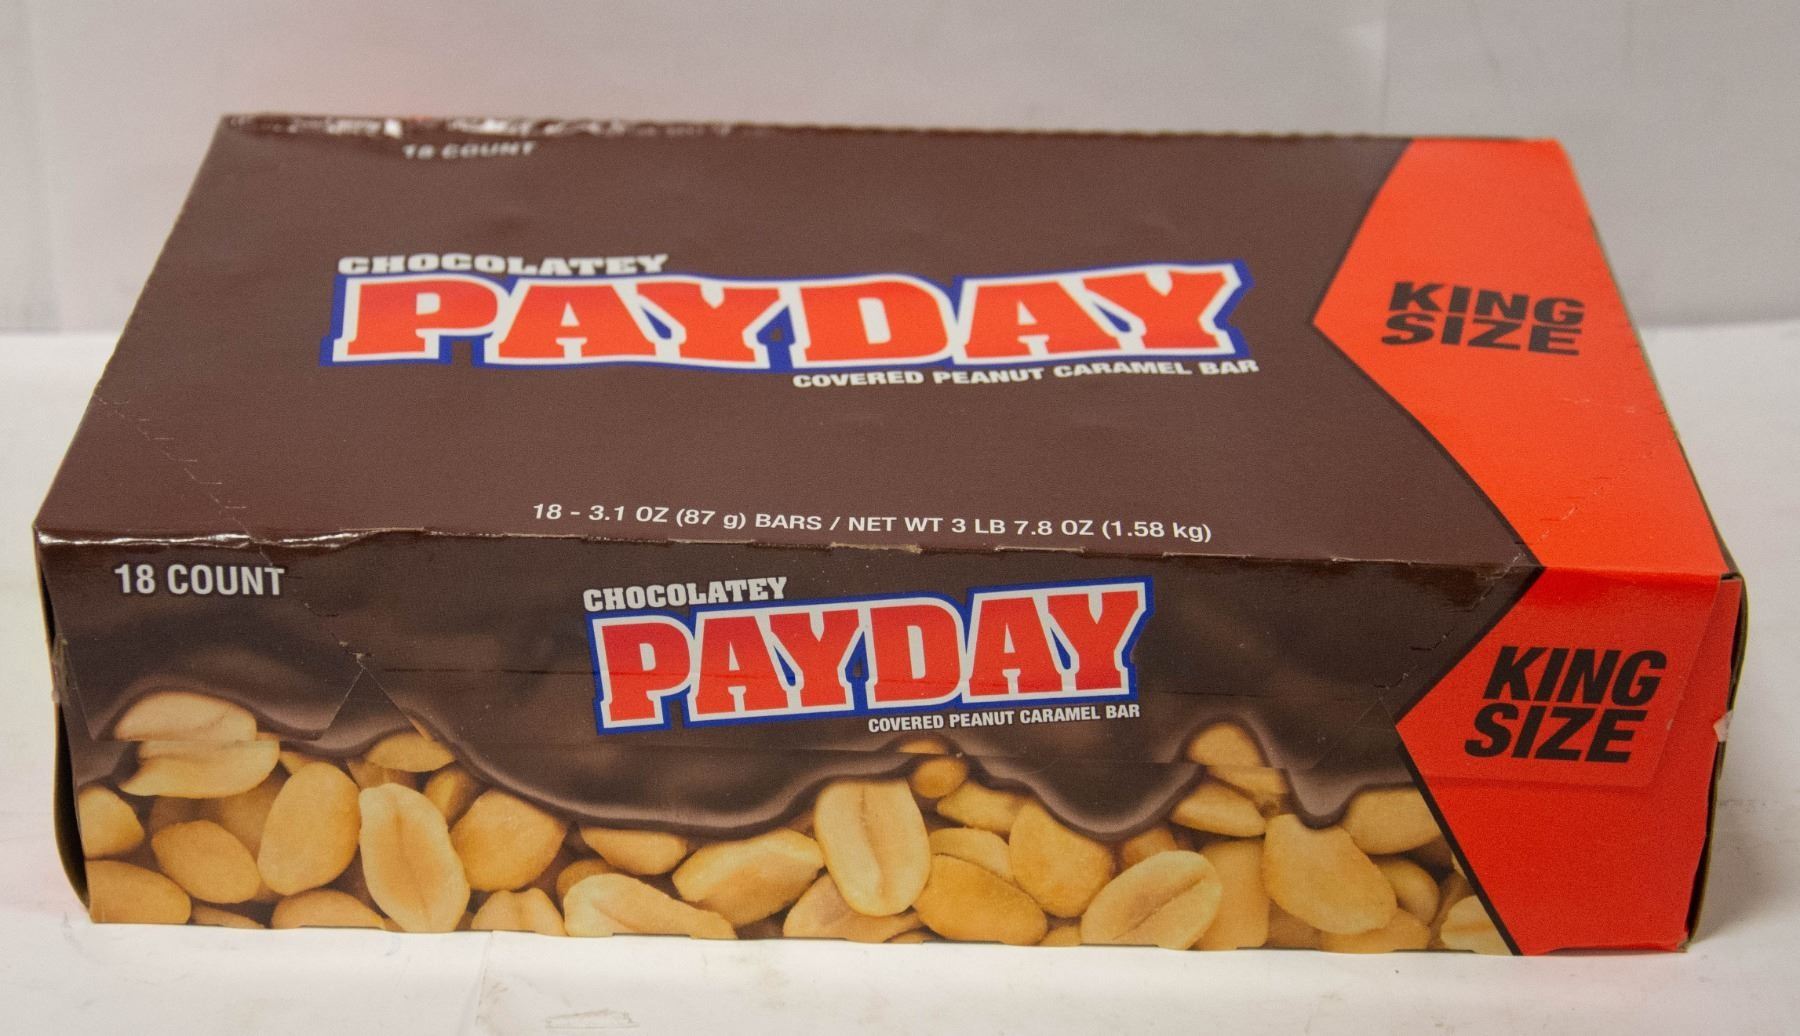 18 COUNT
CHOCOLATEY
PAYDAY
COVERED PEANUT CARAMEL BAR
KING
SIZE
18 - 3.1 OZ (87 g) BARS / NET WT 3 LB 7.8 OZ (1.58 kg)
18 COUNT
CHOCOLATEY
PAYDAY
COVERED PEANUT CARAMEL BAR
KING
SIZE